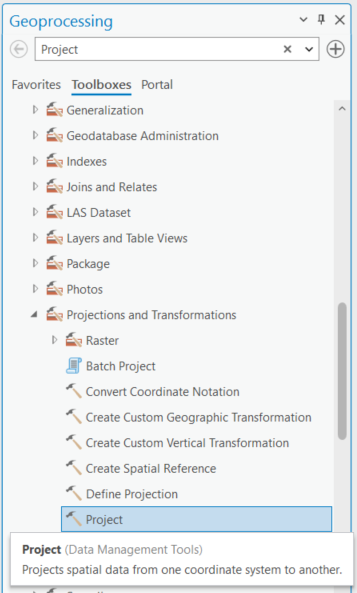 Geoprocessing
Project
Favorites Toolboxes Portal
Generalization
Geodatabase Administration
Indexes
Joins and Relates
LAS Dataset
Layers and Table Views
Package
Photos
Projections and Transformations
Raster
Batch Project
Convert Coordinate Notation
Create Custom Geographic Transformation
Create Custom Vertical Transformation
Create Spatial Reference
Define Projection
Project
Project (Data Management Tools)
Projects spatial data from one coordinate system to another.